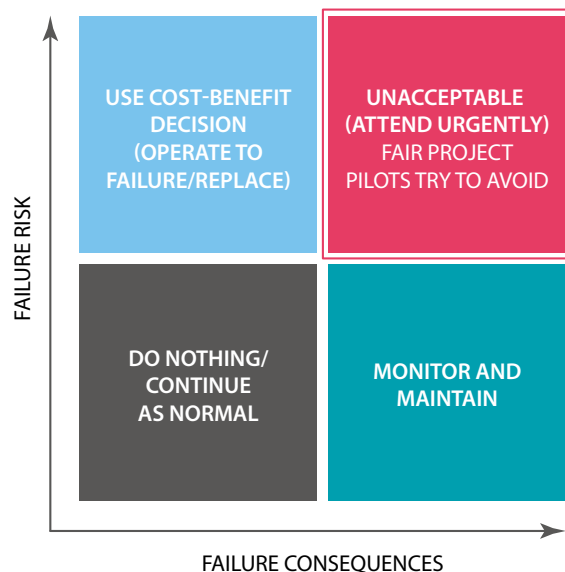 USE COST-BENEFIT
DECISION
(OPERATE TO
FAILURE/REPLACE)
UNACCEPTABLE
(ATTEND URGENTLY)
FAIR PROJECT
PILOTS TRY TO AVOID
FAILURE RISK
DO NOTHING/
CONTINUE
AS NORMAL
MONITOR AND
MAINTAIN
FAILURE CONSEQUENCES